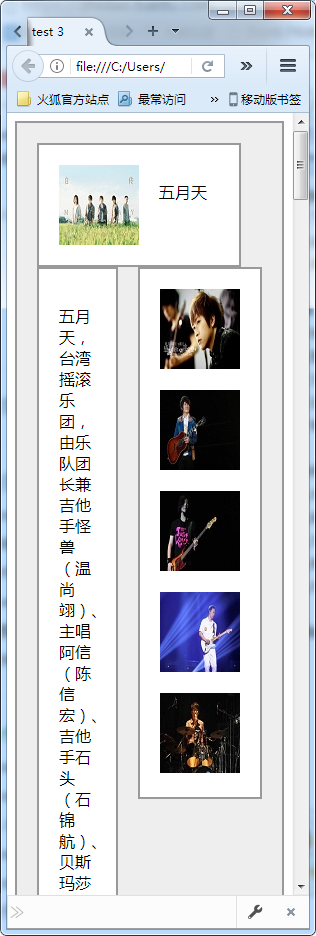 test 3
file:///C:/Users/
火狐官方站点
最常访问
移动版书签
五月天
五月
天，
台湾
摇滚
乐
团，
由乐
队团
长兼
吉他
手怪
兽
（温
尚
翊）、
主唱
阿信
（陈
信
宏）、
吉他
手石
头
（石
锦
航）、
贝斯
玛莎